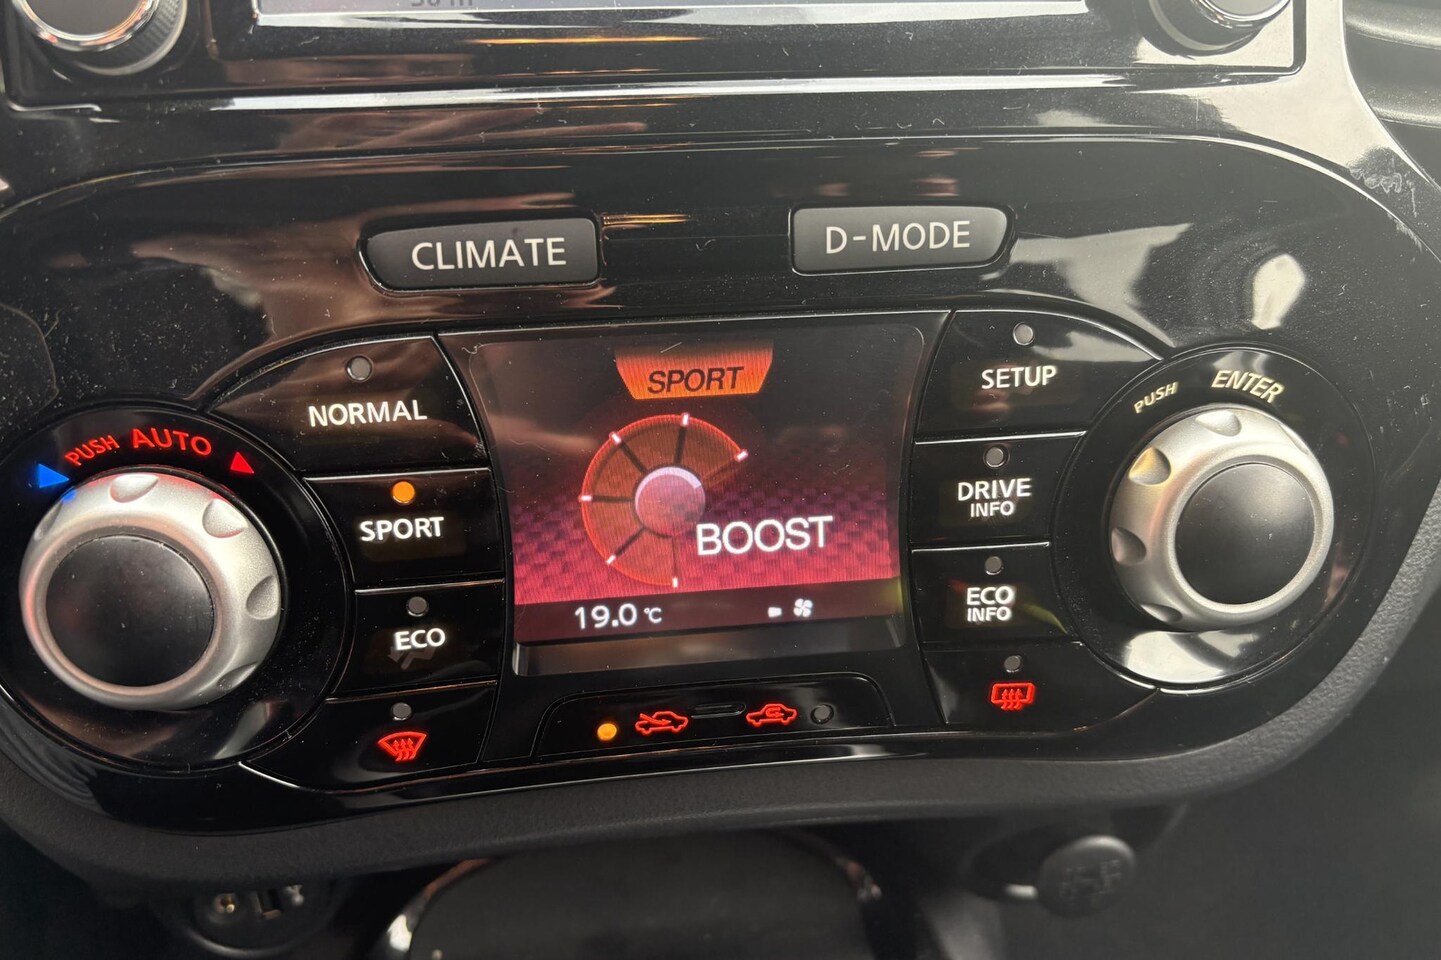 CLIMATE
D-MODE
NORMAL
SPORT
SETUP
PUSH ENTER
PUSH AUTO
SPORT
DRIVE
INFO
BOOST
ECO
ECO
INFO
19.0 °C